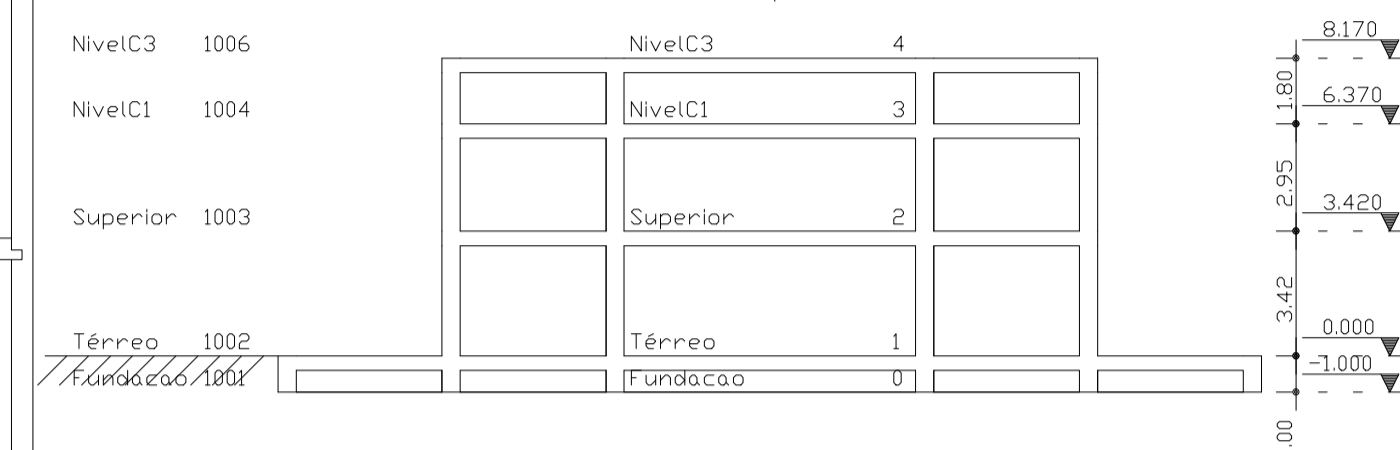 NivelC3 1006 NivelC3 4 8.170
1.80
NivelC1 1004 NivelC1 3 6.370
2.95
Superior 1003 Superior 2 3.420
3.42
Térreo 1002 Térreo 1 0.000
Fundacao 1001 Fundacao 0 -1.000
.00